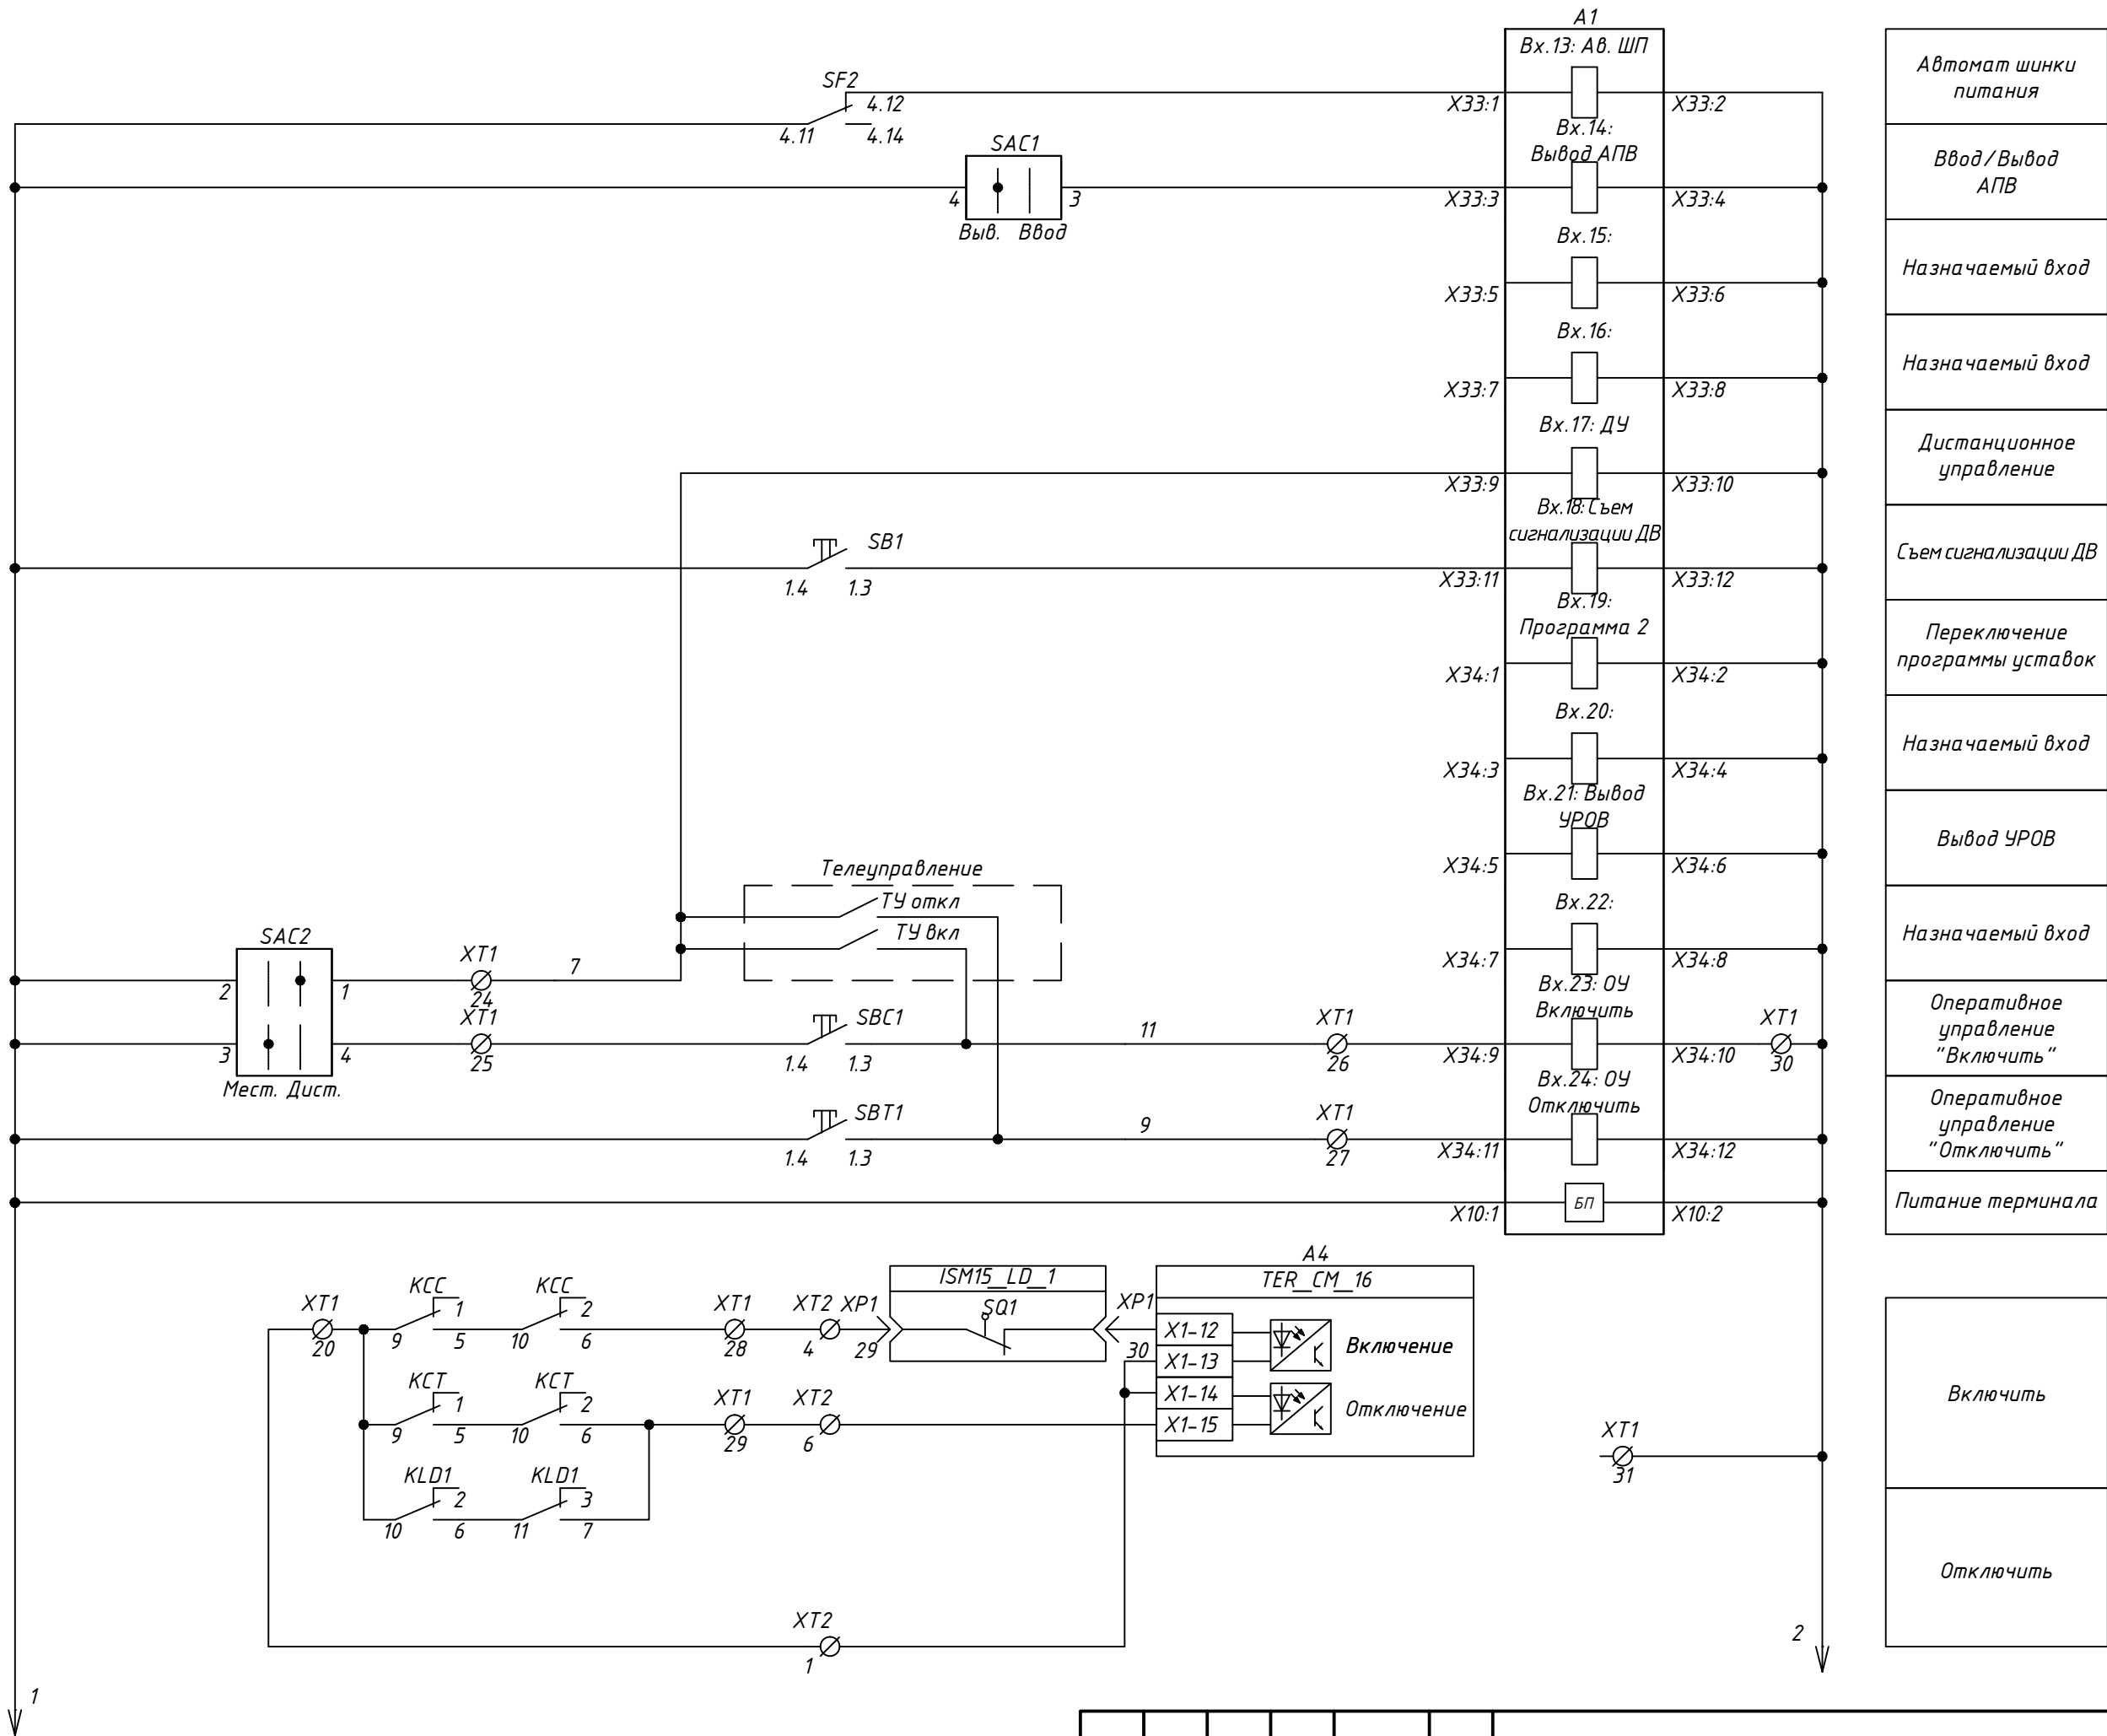 A1
Вх.13: Ав. ШП
SF2
4.12
4.11
4.14
X33:1
X33:2
Автомат шинки
питания
Вх.14:
Вывод АПВ
SAC1
4
3
Выв. Ввод
X33:3
X33:4
Ввод/Вывод
АПВ
Вх.15:
X33:5
X33:6
Назначаемый вход
Вх.16:
X33:7
X33:8
Назначаемый вход
Вх.17: ДУ
X33:9
X33:10
Дистанционное
управление
Вх.18: Съем
сигнализации ДВ
SB1
1.4
1.3
X33:11
X33:12
Съем сигнализации ДВ
Вх.19:
Программа 2
X34:1
X34:2
Переключение
программы уставок
Вх.20:
X34:3
X34:4
Назначаемый вход
Вх.21: Вывод
УРОВ
X34:5
X34:6
Вывод УРОВ
Телеуправление
ТУ откл
ТУ вкл
Вх.22:
X34:7
X34:8
Назначаемый вход
SAC2
2
1
3
4
Мест. Дист.
XT1
24
7
XT1
25
SBC1
1.4
1.3
11
XT1
26
Вх.23: ОУ
Включить
X34:9
X34:10
XT1
30
Оперативное
управление
"Включить"
SBT1
1.4
1.3
9
XT1
27
Вх.24: ОУ
Отключить
X34:11
X34:12
Оперативное
управление
"Отключить"
X10:1
БП
X10:2
Питание терминала
XT1
20
KCC
1
9
5
KCC
2
10
6
XT1
28
XT2
4
XP1
29
ISM15_LD_1
SQ1
XP1
30
A4
TER_CM_16
X1-12
X1-13
X1-14
X1-15
Включение
Отключение
KCT
1
9
5
KCT
2
10
6
XT1
29
XT2
6
KLD1
2
10
6
KLD1
3
11
7
XT1
31
Включить
Отключить
XT2
1
2
1